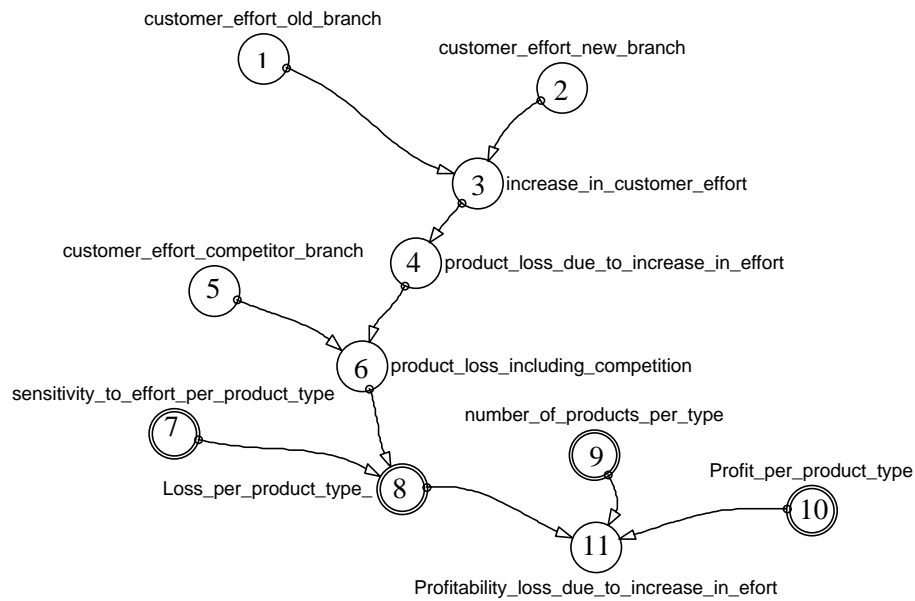 customer_effort_old_branch
1
customer_effort_new_branch
2
3
increase_in_customer_effort
customer_effort_competitor_branch
4
product_loss_due_to_increase_in_effort
5
6
product_loss_including_competition
sensitivity_to_effort_per_product_type
7
number_of_products_per_type
9
Profit_per_product_type
Loss_per_product_type_
8
10
11
Profitability_loss_due_to_increase_in_efort